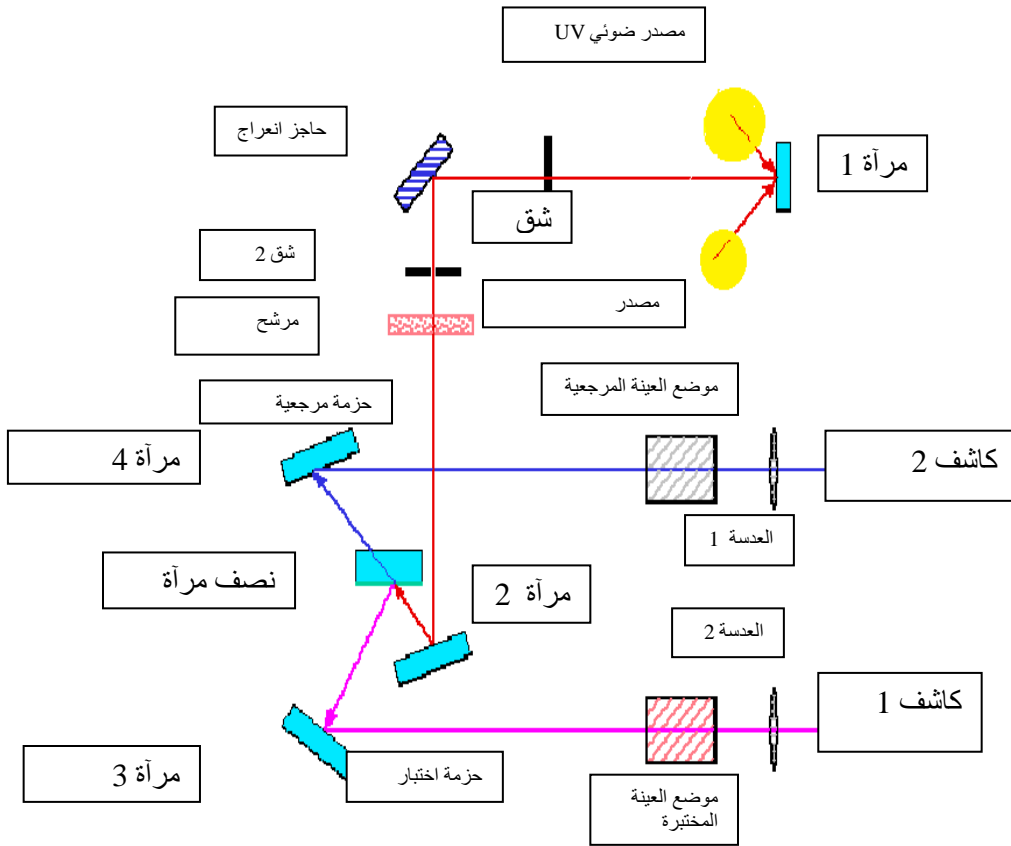 مصدر ضوئي UV
حاجز انعراج
مرآة 1
شق
شق 2
مصدر
مرشح
موضع العينة المرجعية
حزمة مرجعية
مرآة 4
كاشف 2
العدسة 1
نصف مرآة
مرآة 2
العدسة 2
كاشف 1
مرآة 3
حزمة اختبار
موضع العينة
المختبرة